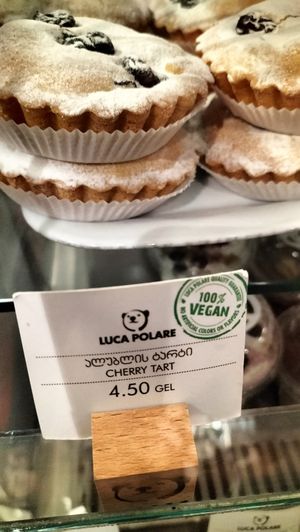 LUCA POLARE QUALITY GUARANTEE
100%
VEGAN
NO ARTIFICIAL COLORS OR FLAVORS
LUCA POLARE
ალუბლის ტარტი
CHERRY TART
4.50 GEL